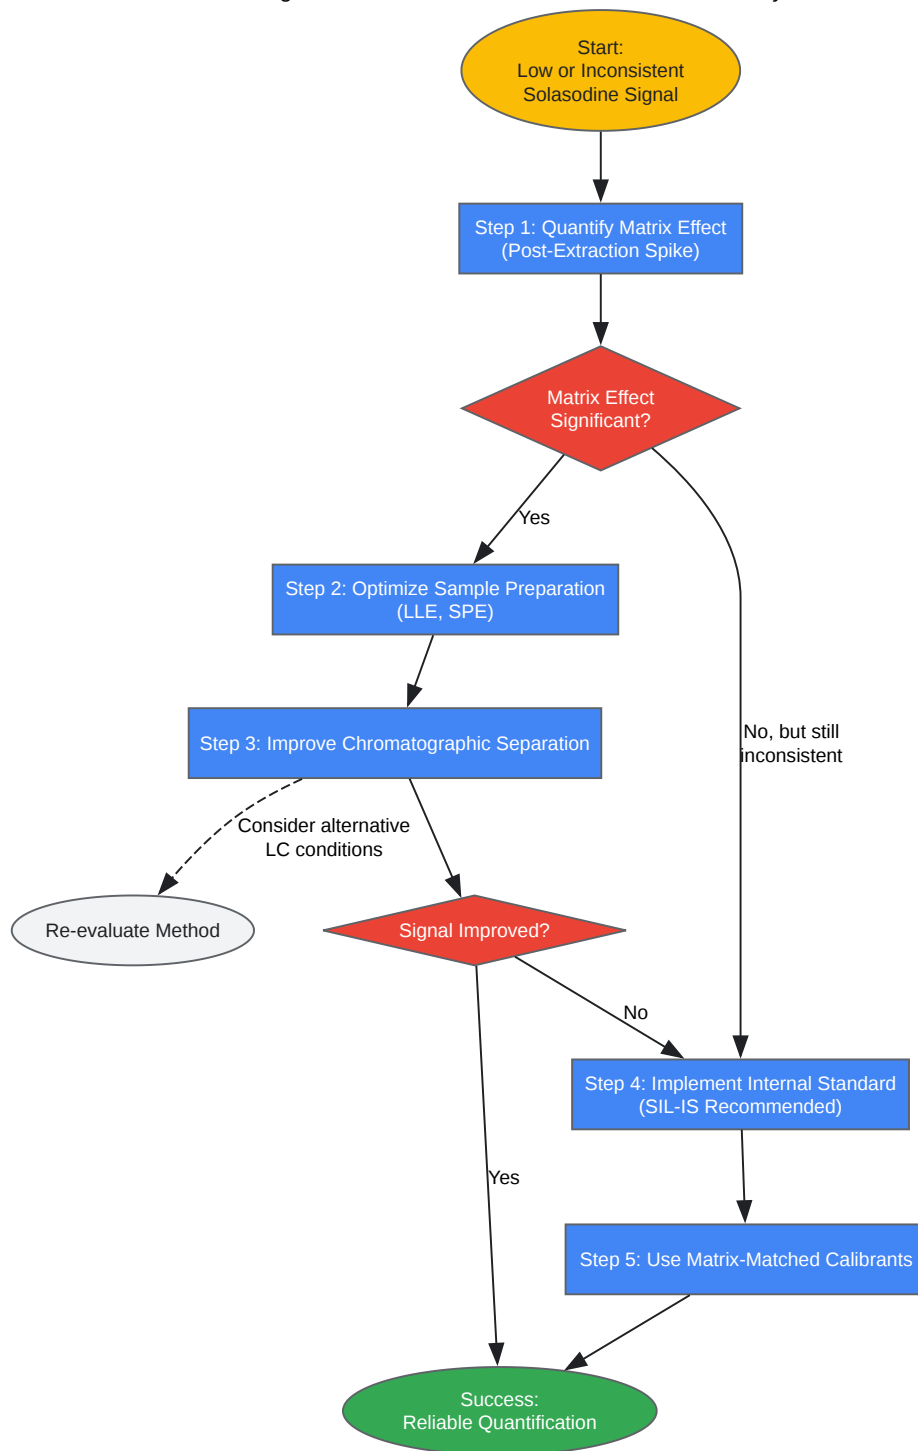 Start:
Low or Inconsistent
Solasodine Signal
Step 1: Quantify Matrix Effect
(Post-Extraction Spike)
Matrix Effect
Significant?
Yes
Step 2: Optimize Sample Preparation
(LLE, SPE)
Step 3: Improve Chromatographic Separation
No, but still
inconsistent
Consider alternative
LC conditions
Re-evaluate Method
Signal Improved?
No
Step 4: Implement Internal Standard
(SIL-IS Recommended)
Yes
Step 5: Use Matrix-Matched Calibrants
Success:
Reliable Quantification